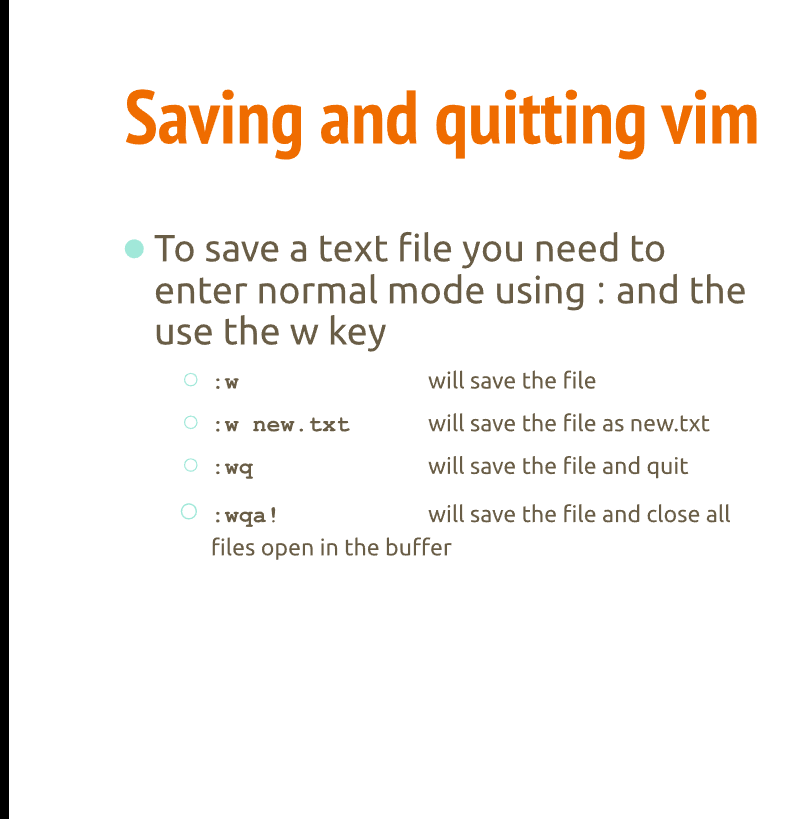 Saving and quitting vim
To save a text file you need to
enter normal mode using : and the
use the w key
:w will save the file
:w new.txt will save the file as new.txt
:wq will save the file and quit
:wqa! will save the file and close all
files open in the buffer